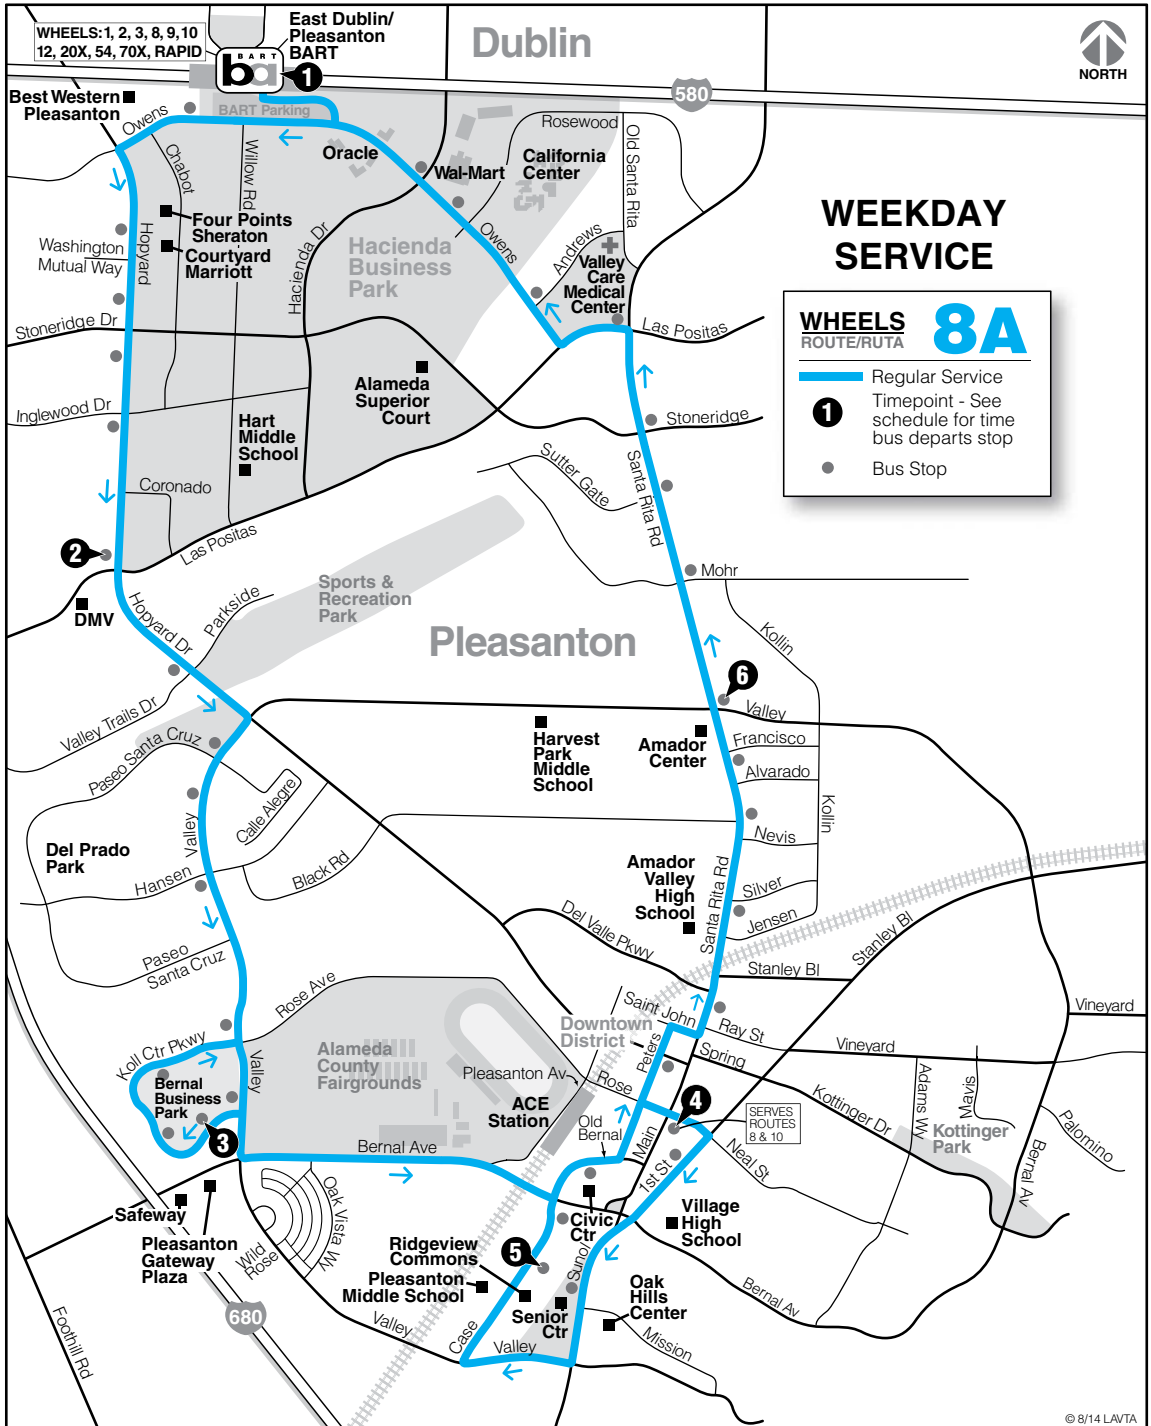 WHEELS: 1, 2, 3, 8, 9, 10
12, 20X, 54, 70X, RAPID
East Dublin/
Pleasanton
BART
BART
ba
1
Dublin
NORTH
580
Best Western
Pleasanton
Owens
BART Parking
Chabot
Willow Rd
Oracle
Wal-Mart
California
Center
Rosewood
Old Santa Rita
Four Points
Sheraton
Courtyard
Marriott
Hopyard
Washington
Mutual Way
Hacienda Dr
Hacienda
Business
Park
Owens
Andrews
Valley
Care
Medical
Center
WEEKDAY
SERVICE
WHEELS
ROUTE/RUTA
8A
Regular Service
1
Timepoint - See
schedule for time
bus departs stop
Bus Stop
Stoneridge Dr
Las Positas
Alameda
Superior
Court
Inglewood Dr
Hart
Middle
School
Stoneridge
Sutter Gate
Santa Rita Rd
Coronado
Las Positas
2
DMV
Hopyard Dr
Parkside
Sports &
Recreation
Park
Mohr
Kollin
Pleasanton
6
Valley
Valley Trails Dr
Paseo Santa Cruz
Harvest
Park
Middle
School
Amador
Center
Francisco
Alvarado
Kollin
Calle Alegre
Valley
Nevis
Del Prado
Park
Hansen
Black Rd
Amador
Valley
High
School
Santa Rita Rd
Silver
Jensen
Del Valle Pkwy
Stanley Bl
Stanley Bl
Paseo
Santa Cruz
Rose Ave
Saint John
Ray St
Vineyard
Vineyard
Downtown
District
Peters
Spring
Koll Ctr Pkwy
Valley
Alameda
County
Fairgrounds
Pleasanton Av
Rose
ACE
Station
Bernal
Business
Park
3
4
SERVES
ROUTES
8 & 10
Kottinger Dr
Adams Wy
Mavis
Kottinger
Park
Palomino
Bernal Av
Old
Bernal
Main
1st St
Neal St
Bernal Ave
Safeway
Pleasanton
Gateway
Plaza
Oak Vista Wy
Wild
Rose
Civic
Ctr
Village
High
School
Ridgeview
Commons
5
Sunol
Pleasanton
Middle School
Senior
Ctr
Oak
Hills
Center
Bernal Av
680
Foothill Rd
Valley
Case
Valley
Mission
© 8/14 LAVTA